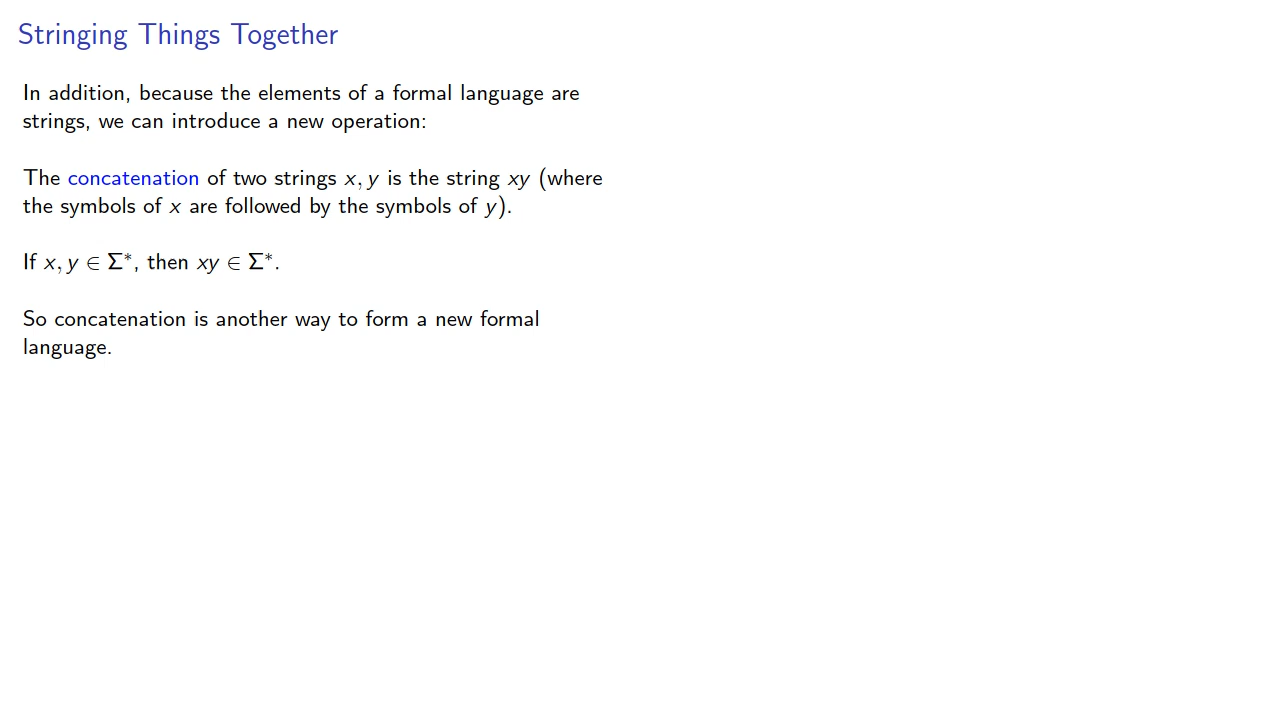 Stringing Things Together
In addition, because the elements of a formal language are
strings, we can introduce a new operation:
The concatenation of two strings x, y is the string xy (where
the symbols of x are followed by the symbols of y).
If x, y ∈ Σ*, then xy ∈ Σ*.
So concatenation is another way to form a new formal
language.